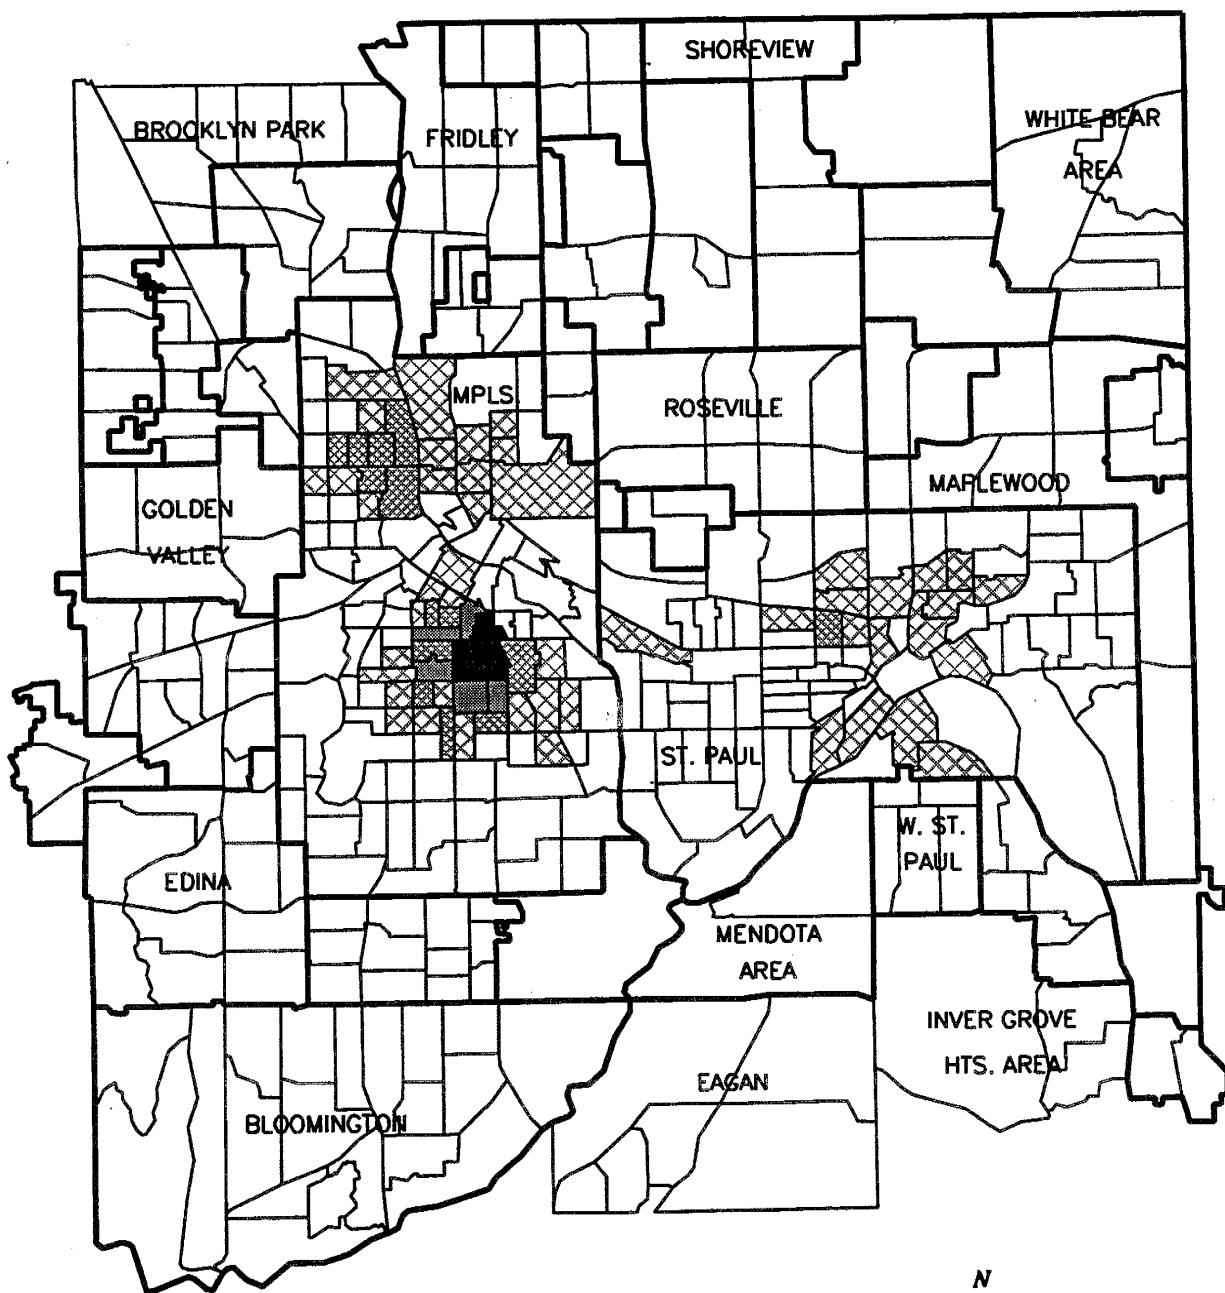 SHOREVIEW
BROOKLYN PARK
FRIDLEY
WHITE BEAR
AREA
MPLS.
ROSEVILLE
MAPLEWOOD
GOLDEN
VALLEY
ST. PAUL
W. ST.
PAUL
EDINA
MENDOTA
AREA
INVER GROVE
HTS. AREA
EAGAN
BLOOMINGTON
N